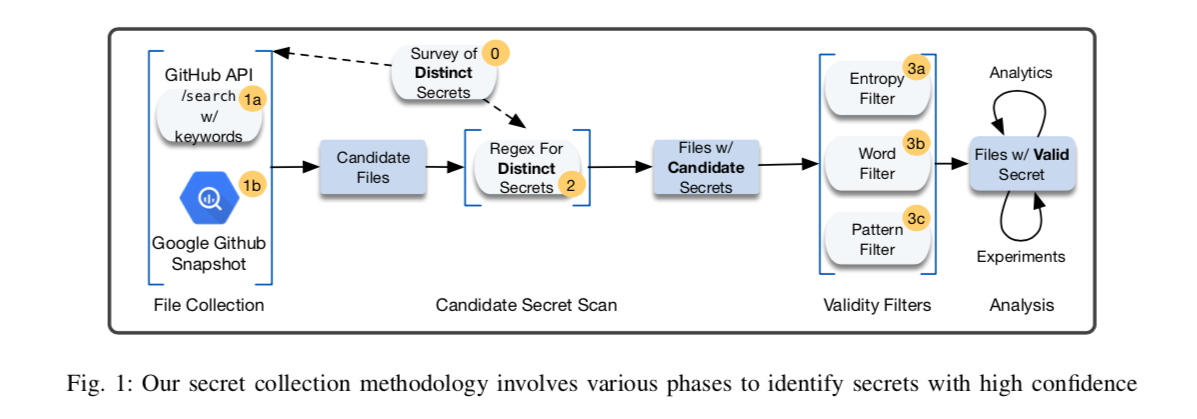 Survey of
Distinct
Secrets
0
GitHub API
/search
w/
keywords
1a
1b
Google Github
Snapshot
File Collection
Candidate
Files
Regex For
Distinct
Secrets
2
Files w/
Candidate
Secrets
Candidate Secret Scan
Entropy
Filter
3a
Word
Filter
3b
Pattern
Filter
3c
Validity Filters
Analytics
Files w/ Valid
Secret
Experiments
Analysis
Fig. 1: Our secret collection methodology involves various phases to identify secrets with high confidence